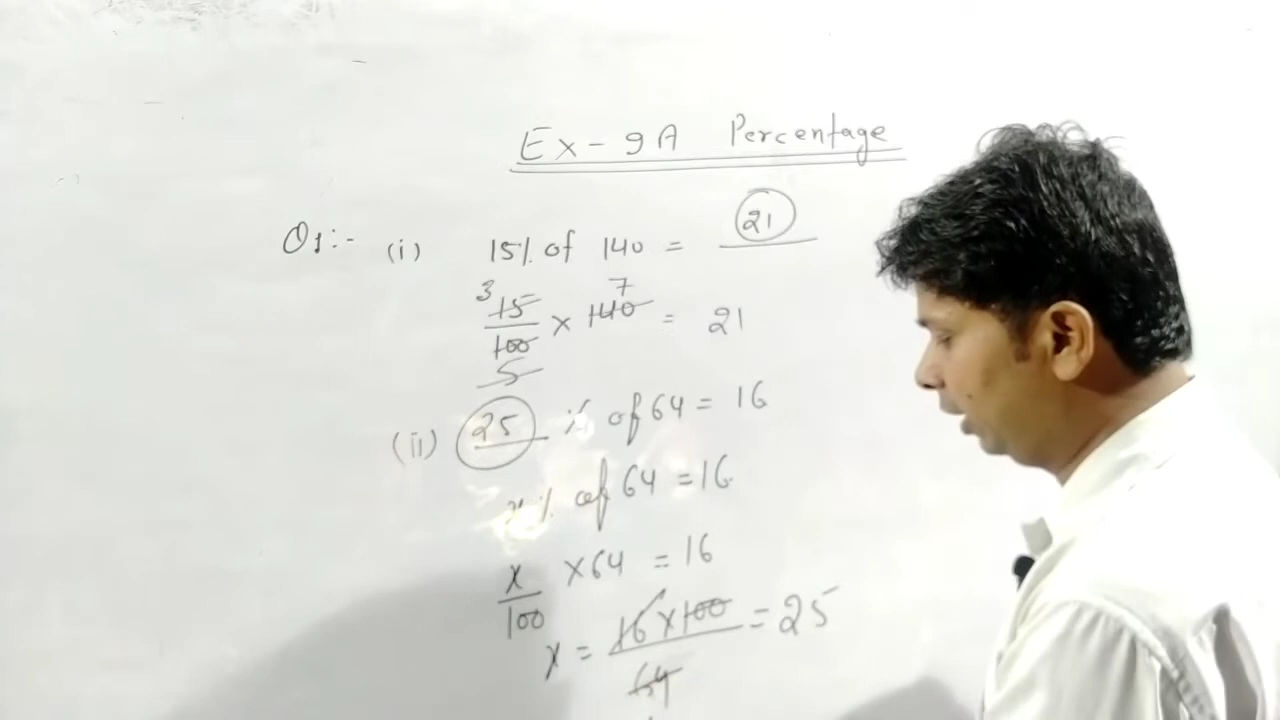 Ex-9A Percentage
Q1:- (i) 15% of 140 = 21
3 7
15/100 × 140 = 21
5
(ii) 25 % of 64 = 16
x% of 64 = 16
x/100 × 64 = 16
x = 16×100/64 = 25